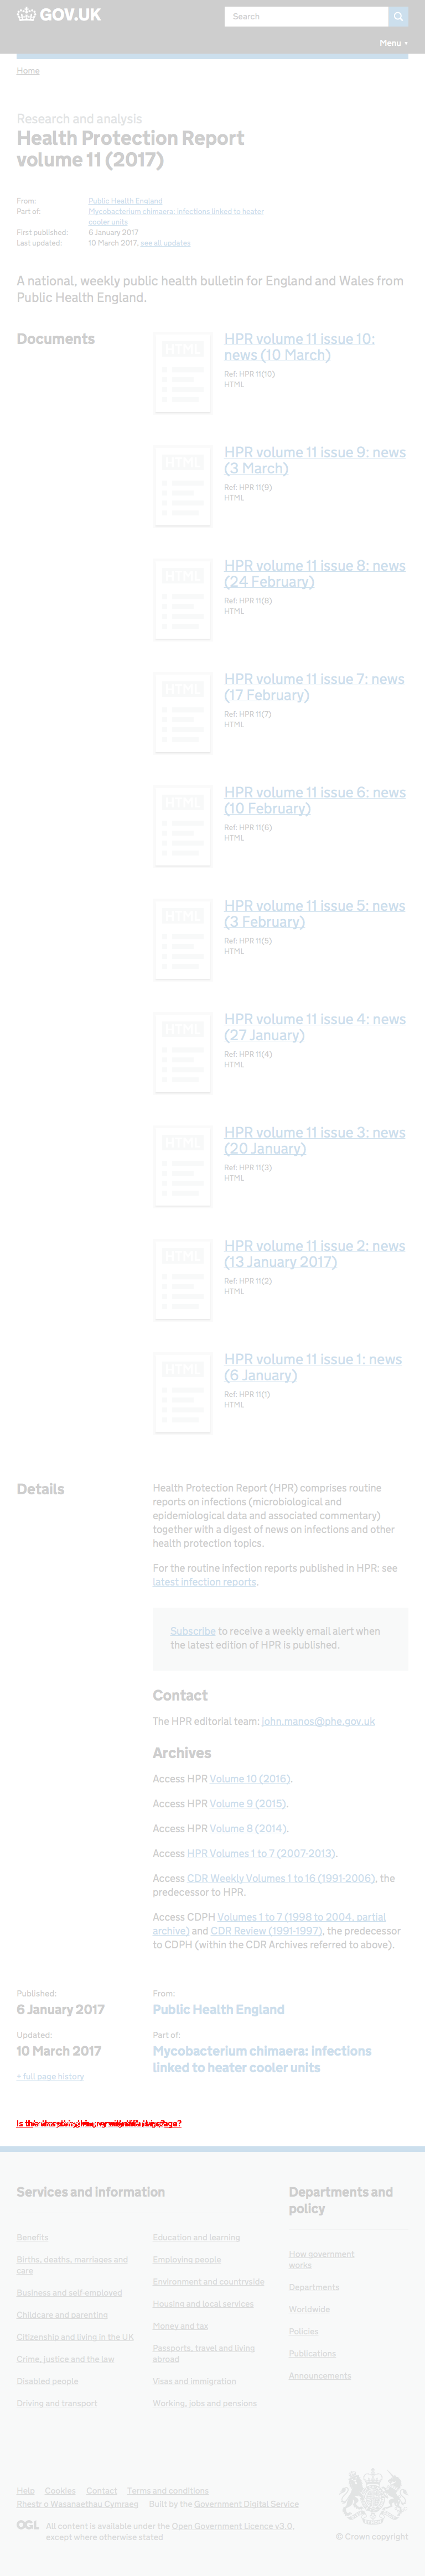 GOV.UK
Search
Menu
Home
Research and analysis
Health Protection Report
volume 11 (2017)
From:
Public Health England
Part of:
Mycobacterium chimaera: infections linked to heater
cooler units
First published:
6 January 2017
Last updated:
10 March 2017, see all updates
A national, weekly public health bulletin for England and Wales from
Public Health England.
Documents
HTML
HPR volume 11 issue 10:
news (10 March)
Ref: HPR 11(10)
HTML
HTML
HPR volume 11 issue 9: news
(3 March)
Ref: HPR 11(9)
HTML
HTML
HPR volume 11 issue 8: news
(24 February)
Ref: HPR 11(8)
HTML
HTML
HPR volume 11 issue 7: news
(17 February)
Ref: HPR 11(7)
HTML
HTML
HPR volume 11 issue 6: news
(10 February)
Ref: HPR 11(6)
HTML
HTML
HPR volume 11 issue 5: news
(3 February)
Ref: HPR 11(5)
HTML
HTML
HPR volume 11 issue 4: news
(27 January)
Ref: HPR 11(4)
HTML
HTML
HPR volume 11 issue 3: news
(20 January)
Ref: HPR 11(3)
HTML
HTML
HPR volume 11 issue 2: news
(13 January 2017)
Ref: HPR 11(2)
HTML
HTML
HPR volume 11 issue 1: news
(6 January)
Ref: HPR 11(1)
HTML
Details
Health Protection Report (HPR) comprises routine
reports on infections (microbiological and
epidemiological data and associated commentary)
together with a digest of news on infections and other
health protection topics.
For the routine infection reports published in HPR: see
latest infection reports.
Subscribe to receive a weekly email alert when
the latest edition of HPR is published.
Contact
The HPR editorial team: john.manos@phe.gov.uk
Archives
Access HPR Volume 10 (2016).
Access HPR Volume 9 (2015).
Access HPR Volume 8 (2014).
Access HPR Volumes 1 to 7 (2007-2013).
Access CDR Weekly Volumes 1 to 16 (1991-2006), the
predecessor to HPR.
Access CDPH Volumes 1 to 7 (1998 to 2004, partial
archive) and CDR Review (1991-1997), the predecessor
to CDPH (within the CDR Archives referred to above).
Published:
6 January 2017
From:
Public Health England
Updated:
10 March 2017
Part of:
Mycobacterium chimaera: infections
linked to heater cooler units
+ full page history
Services and information
Benefits
Births, deaths, marriages and
care
Business and self-employed
Childcare and parenting
Citizenship and living in the UK
Crime, justice and the law
Disabled people
Driving and transport
Education and learning
Employing people
Environment and countryside
Housing and local services
Money and tax
Passports, travel and living
abroad
Visas and immigration
Working, jobs and pensions
Departments and
policy
How government
works
Departments
Worldwide
Policies
Publications
Announcements
Help Cookies Contact Terms and conditions
Rhestr o Wasanaethau Cymraeg Built by the Government Digital Service
OGL All content is available under the Open Government Licence v3.0,
except where otherwise stated
© Crown copyright